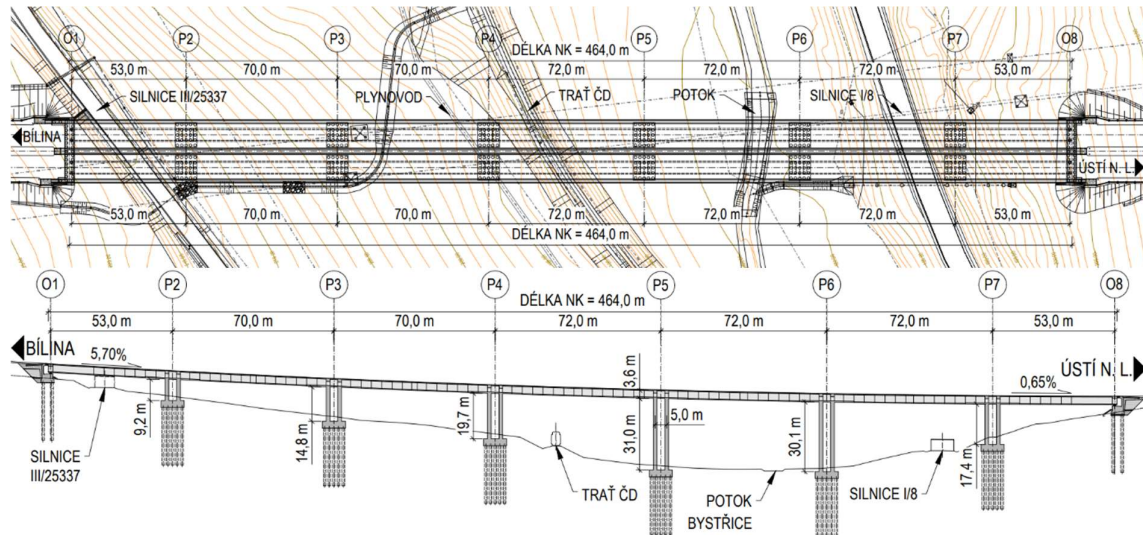 O1 P2 P3 P4 P5 P6 P7 O8
DÉLKA NK = 464,0 m
53,0 m 70,0 m 70,0 m 72,0 m 72,0 m 72,0 m 53,0 m
SILNICE III/25337 PLYNOVOD TRAŤ ČD POTOK SILNICE I/8
BÍLINA
ÚSTÍ N. L.
53,0 m 70,0 m 70,0 m 72,0 m 72,0 m 72,0 m 53,0 m
DÉLKA NK = 464,0 m
O1 P2 P3 P4 P5 P6 P7 O8
DÉLKA NK = 464,0 m
53,0 m 70,0 m 70,0 m 72,0 m 72,0 m 72,0 m 53,0 m
BÍLINA 5,70% 3,6 m 0,65% ÚSTÍ N. L.
9,2 m 14,8 m 19,7 m 31,0 m 5,0 m 30,1 m 17,4 m
SILNICE
III/25337
TRAŤ ČD
POTOK
BYSTŘICE
SILNICE I/8